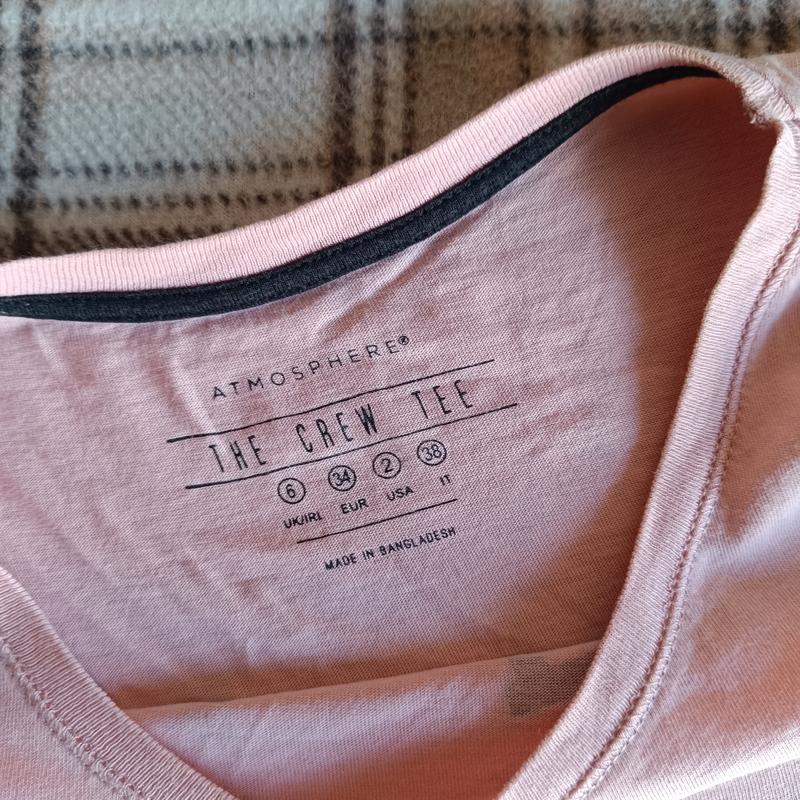 ATMOSPHERE®
THE CREW TEE
6 34 2 38
UK/IRL EUR USA IT
MADE IN BANGLADESH